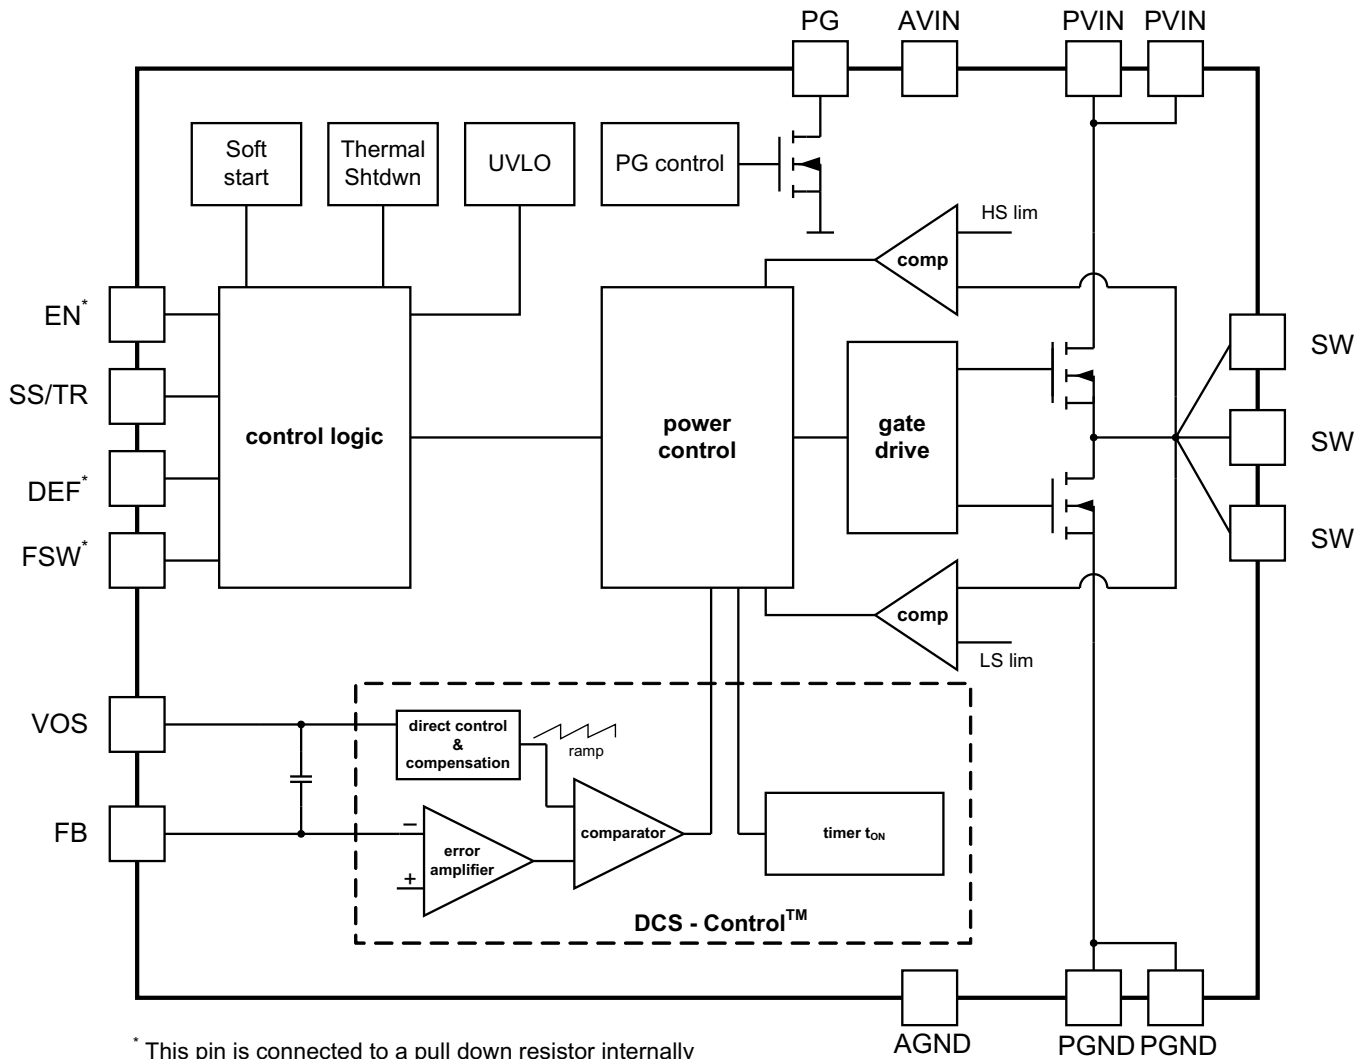 PG AVIN PVIN PVIN
Soft
start
Thermal
Shtdwn
UVLO
PG control
HS lim
comp
EN*
SS/TR
DEF*
FSW*
control logic
power
control
gate
drive
SW
SW
SW
comp
LS lim
VOS
FB
direct control
&
compensation
ramp
−
+
error
amplifier
comparator
timer tON
DCS - Control™
AGND PGND PGND
* This pin is connected to a pull down resistor internally